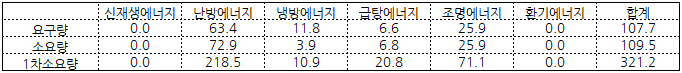 신재생에너지 난방에너지 냉방에너지 급탕에너지 조명에너지 환기에너지 합계
요구량 0.0 63.4 11.8 6.6 25.9 0.0 107.7
소요량 0.0 72.9 3.9 6.8 25.9 0.0 109.5
1차소요량 0.0 218.5 10.9 20.8 71.1 0.0 321.2